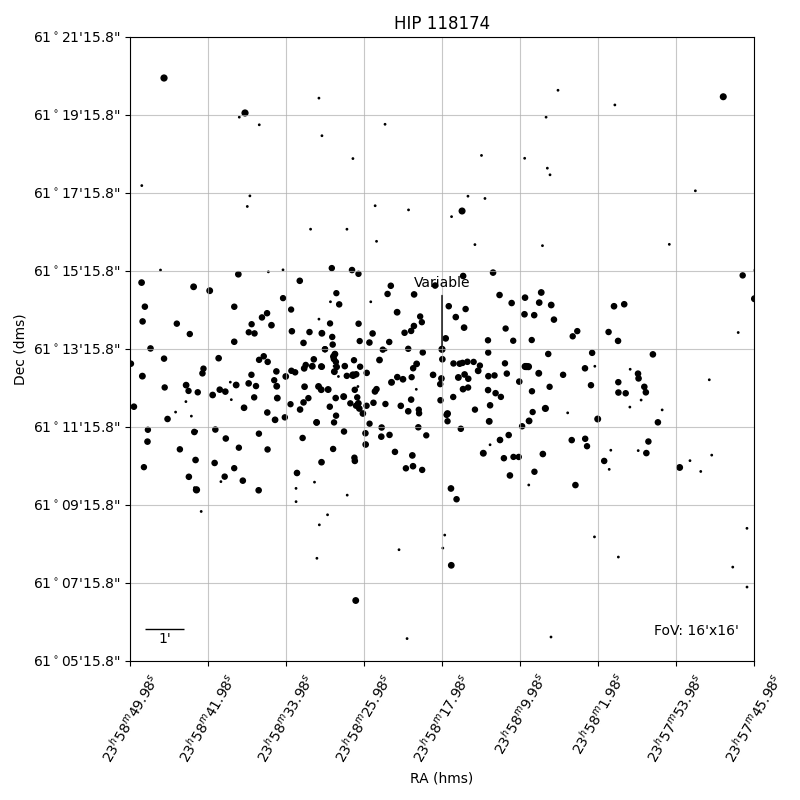 HIP 118174
61°21'15.8"
61°19'15.8"
61°17'15.8"
61°15'15.8"
61°13'15.8"
61°11'15.8"
61°09'15.8"
61°07'15.8"
61°05'15.8"
Dec (dms)
Variable
1'
FoV: 16'x16'
23h58m49.98s
23h58m41.98s
23h58m33.98s
23h58m25.98s
23h58m17.98s
23h58m9.98s
23h58m1.98s
23h57m53.98s
23h57m45.98s
RA (hms)